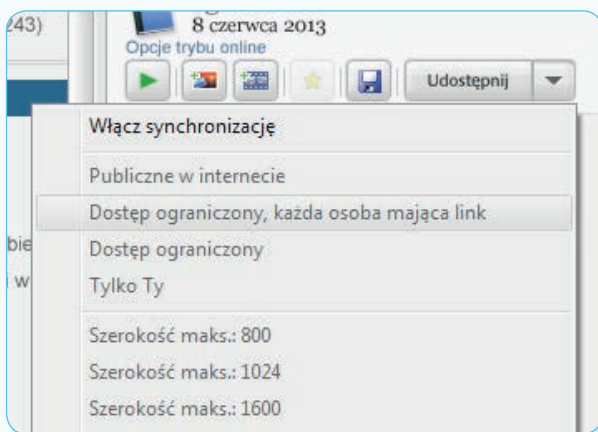 243)
8 czerwca 2013
Opcje trybu online
Udostępnij
Włącz synchronizację
Publiczne w internecie
Dostęp ograniczony, każda osoba mająca link
bie
Dostęp ograniczony
i w
Tylko Ty
Szerokość maks.: 800
Szerokość maks.: 1024
Szerokość maks.: 1600